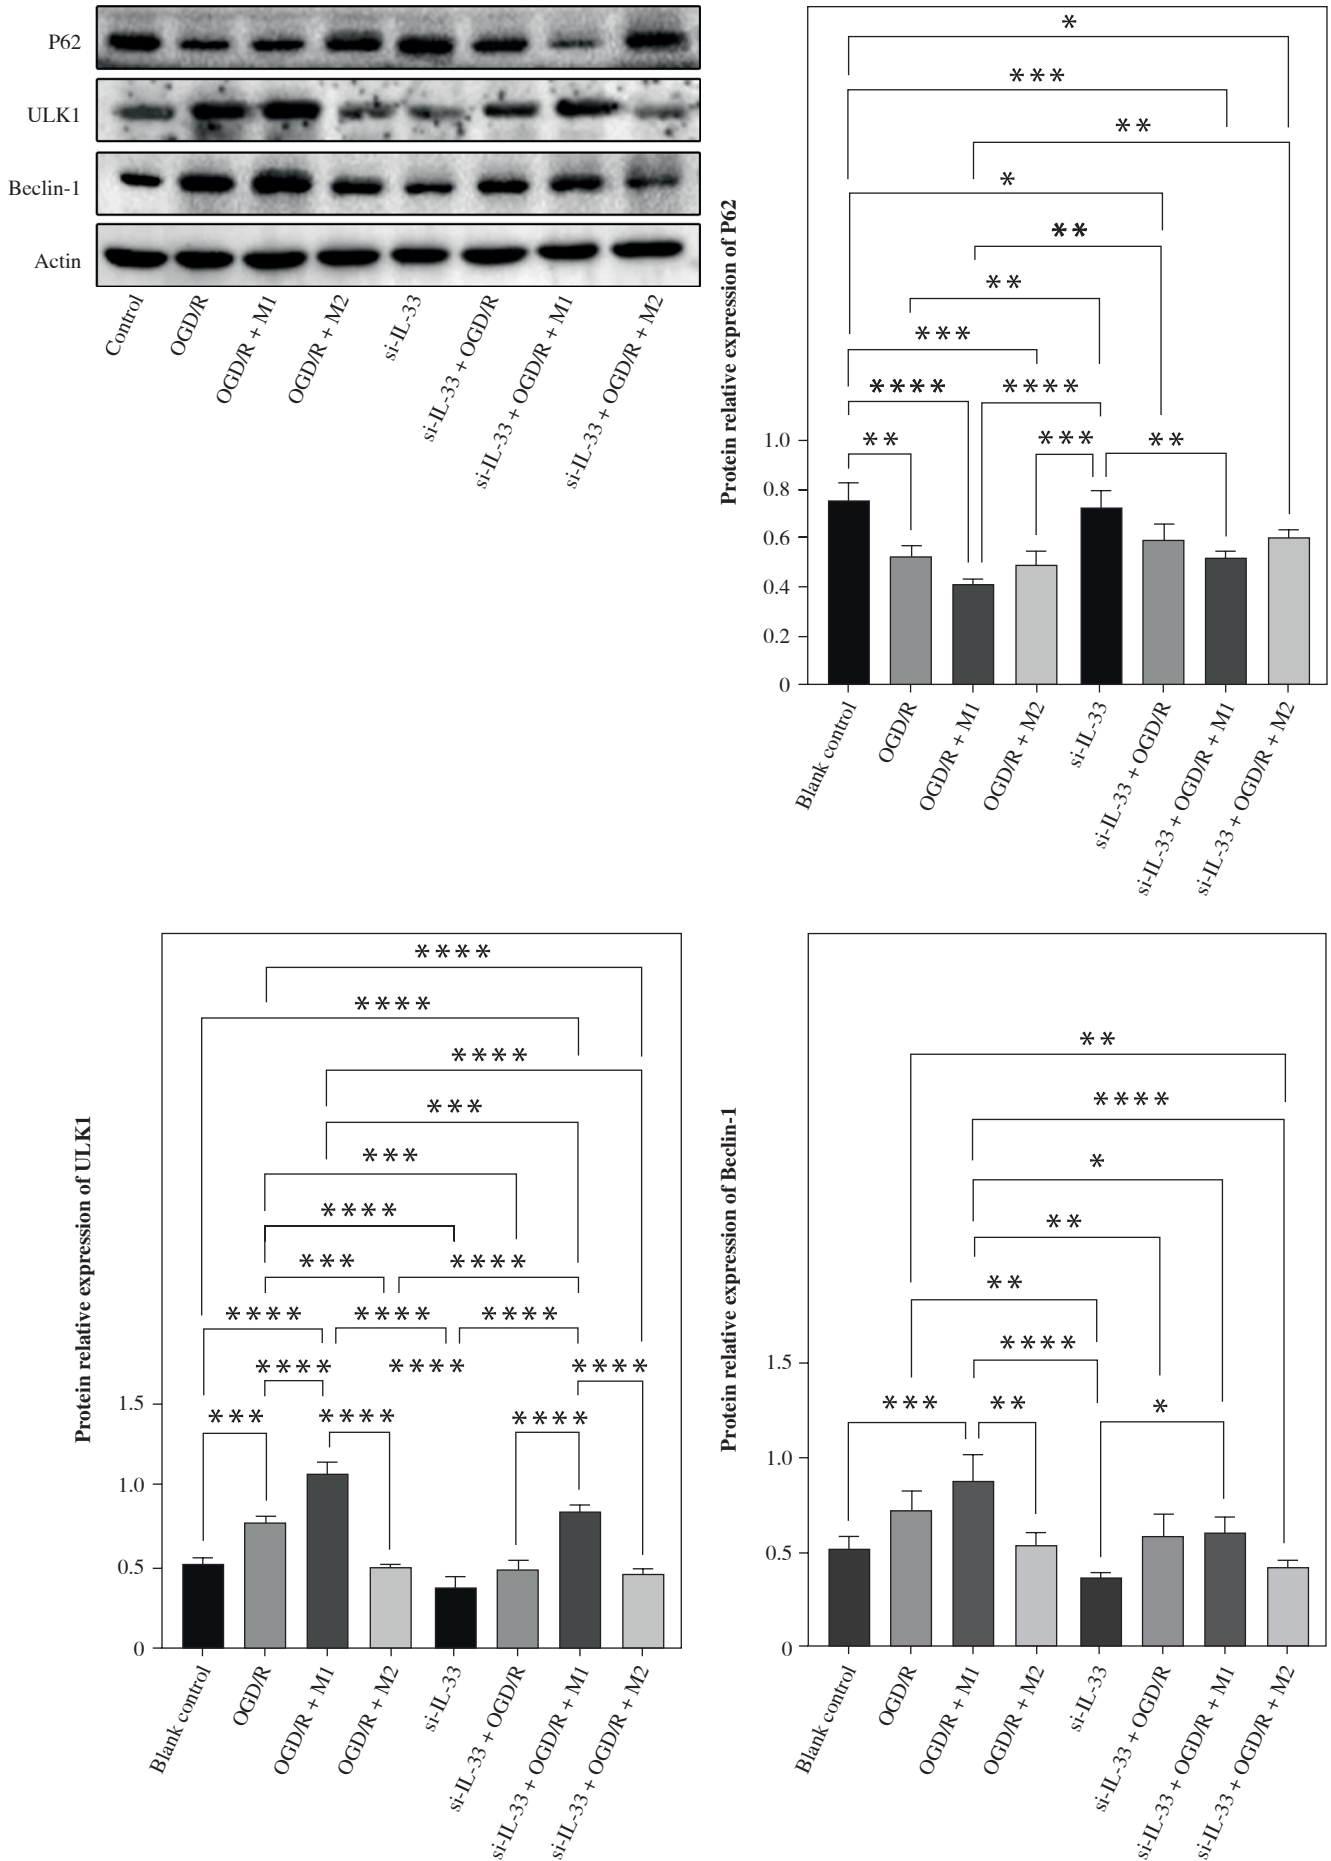 P62
ULK1
Beclin-1
Actin
Control
OGD/R
OGD/R + M1
OGD/R + M2
si-IL-33
si-IL-33 + OGD/R
si-IL-33 + OGD/R + M1
si-IL-33 + OGD/R + M2
Protein relative expression of P62
*
***
**
*
**
**
***
**** ****
** *** **
1.0
0.8
0.6
0.4
0.2
0
Blank control
OGD/R
OGD/R + M1
OGD/R + M2
si-IL-33
si-IL-33 + OGD/R
si-IL-33 + OGD/R + M1
si-IL-33 + OGD/R + M2
Protein relative expression of ULK1
****
****
****
***
***
****
*** ****
**** **** ****
**** **** ****
*** **** ****
1.5
1.0
0.5
0
Blank control
OGD/R
OGD/R + M1
OGD/R + M2
si-IL-33
si-IL-33 + OGD/R
si-IL-33 + OGD/R + M1
si-IL-33 + OGD/R + M2
Protein relative expression of Beclin-1
**
****
*
**
**
****
*** ** *
1.5
1.0
0.5
0
Blank control
OGD/R
OGD/R + M1
OGD/R + M2
si-IL-33
si-IL-33 + OGD/R
si-IL-33 + OGD/R + M1
si-IL-33 + OGD/R + M2